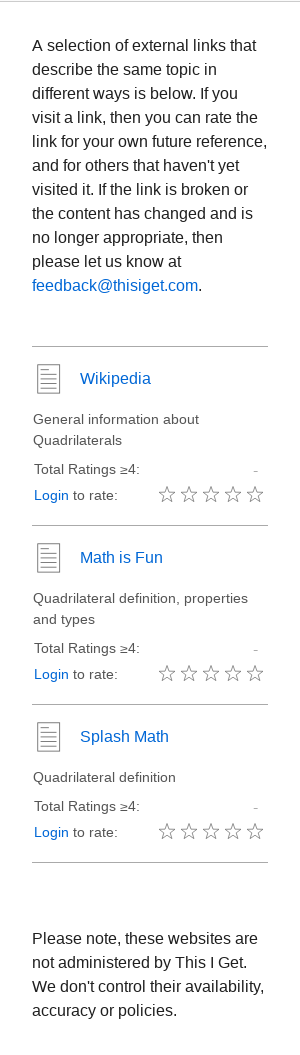 A selection of external links that
describe the same topic in
different ways is below. If you
visit a link, then you can rate the
link for your own future reference,
and for others that haven't yet
visited it. If the link is broken or
the content has changed and is
no longer appropriate, then
please let us know at
feedback@thisiget.com.
Wikipedia
General information about
Quadrilaterals
Total Ratings ≥4: -
Login to rate:
Math is Fun
Quadrilateral definition, properties
and types
Total Ratings ≥4: -
Login to rate:
Splash Math
Quadrilateral definition
Total Ratings ≥4: -
Login to rate:
Please note, these websites are
not administered by This I Get.
We don't control their availability,
accuracy or policies.